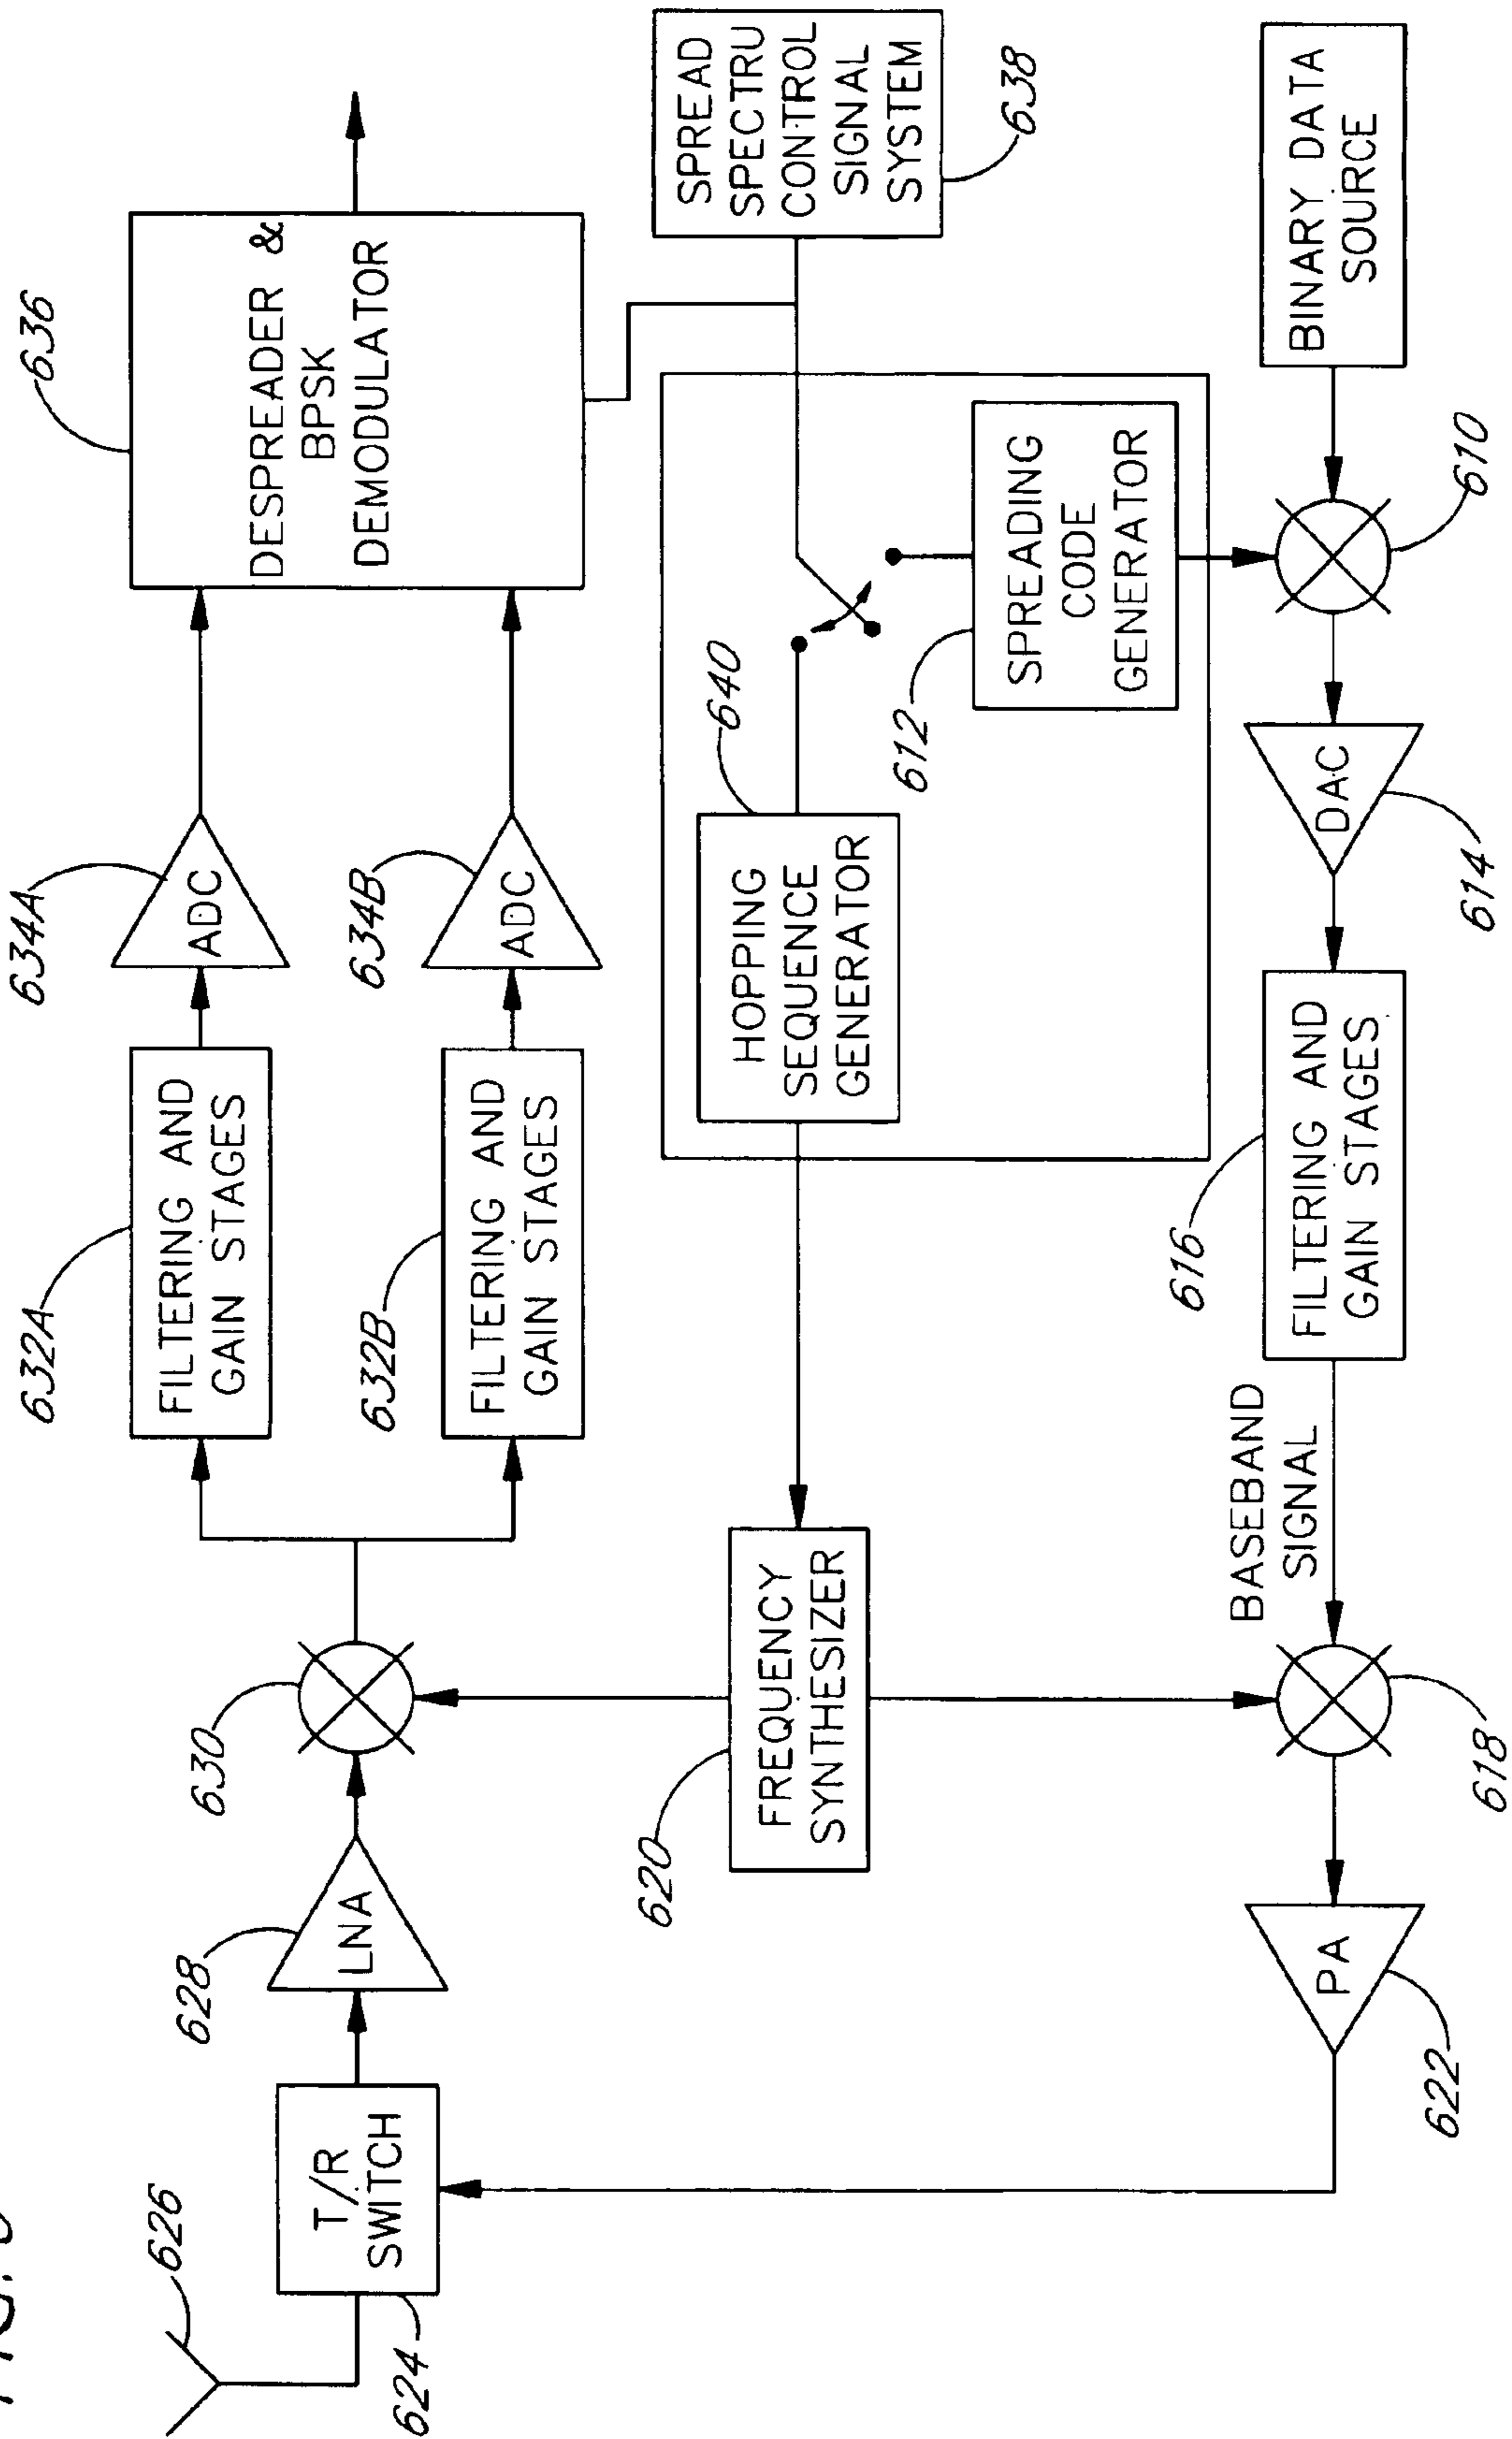 626
624
T/R
SWITCH
628
LNA
630
632A
FILTERING AND
GAIN STAGES
632B
FILTERING AND
GAIN STAGES
634A
ADC
634B
ADC
636
DESPREADER &
BPSK
DEMODULATOR
620
FREQUENCY
SYNTHESIZER
640
HOPPING
SEQUENCE
GENERATOR
612
SPREADING
CODE
GENERATOR
SPREAD
SPECTRU
CONTROL
SIGNAL
SYSTEM
638
622
PA
618
BASEBAND
SIGNAL
616
FILTERING AND
GAIN STAGES
614
DAC
610
BINARY DATA
SOURCE